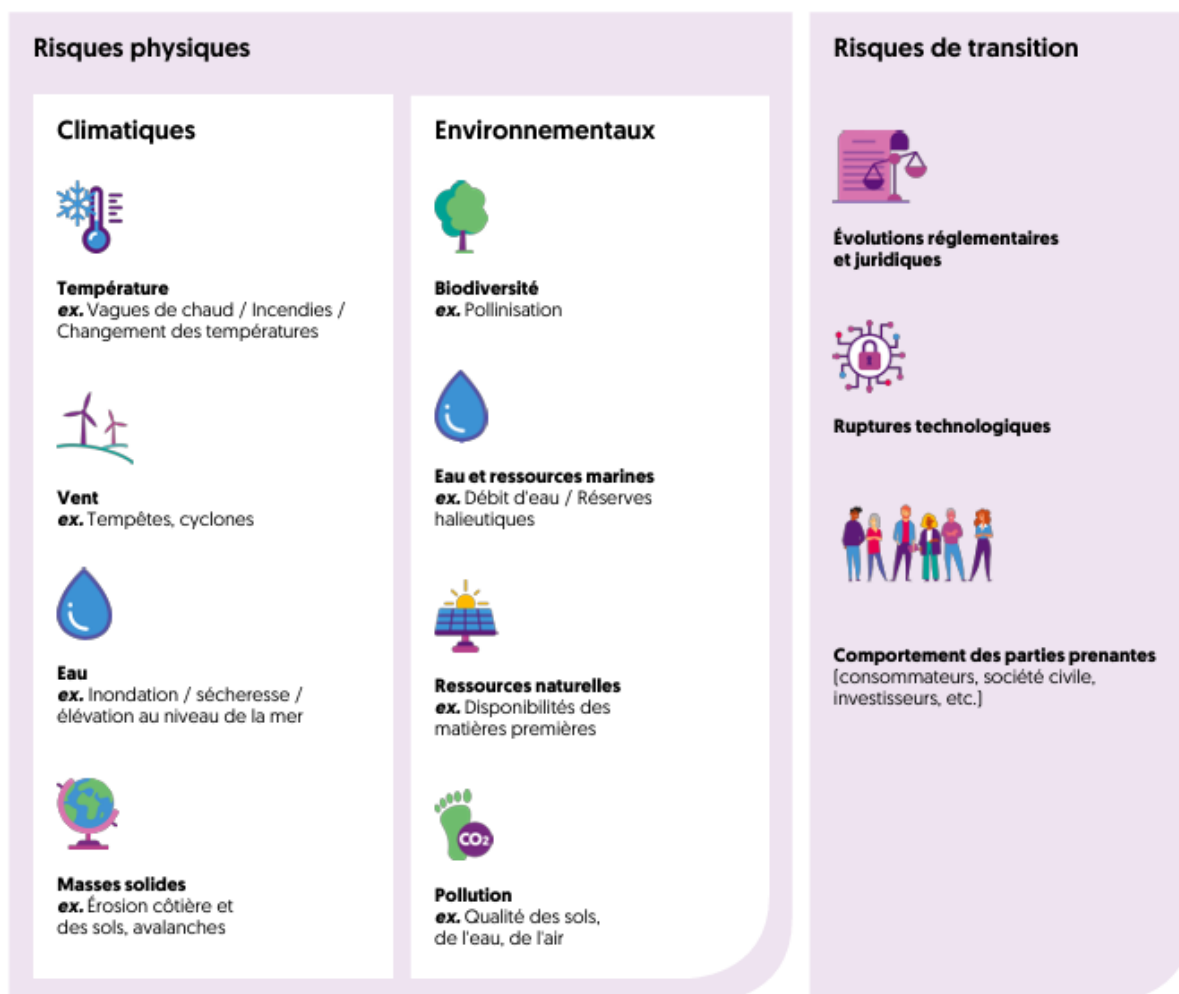 Risques physiques
Climatiques
Température
ex. Vagues de chaud / Incendies /
Changement des températures
Vent
ex. Tempêtes, cyclones
Eau
ex. Inondation / sécheresse /
élévation au niveau de la mer
Masses solides
ex. Érosion côtière et
des sols, avalanches
Environnementaux
Biodiversité
ex. Pollinisation
Eau et ressources marines
ex. Débit d'eau / Réserves
halieutiques
Ressources naturelles
ex. Disponibilités des
matières premières
CO2
Pollution
ex. Qualité des sols,
de l'eau, de l'air
Risques de transition
Évolutions réglementaires
et juridiques
Ruptures technologiques
Comportement des parties prenantes
(consommateurs, société civile,
investisseurs, etc.)